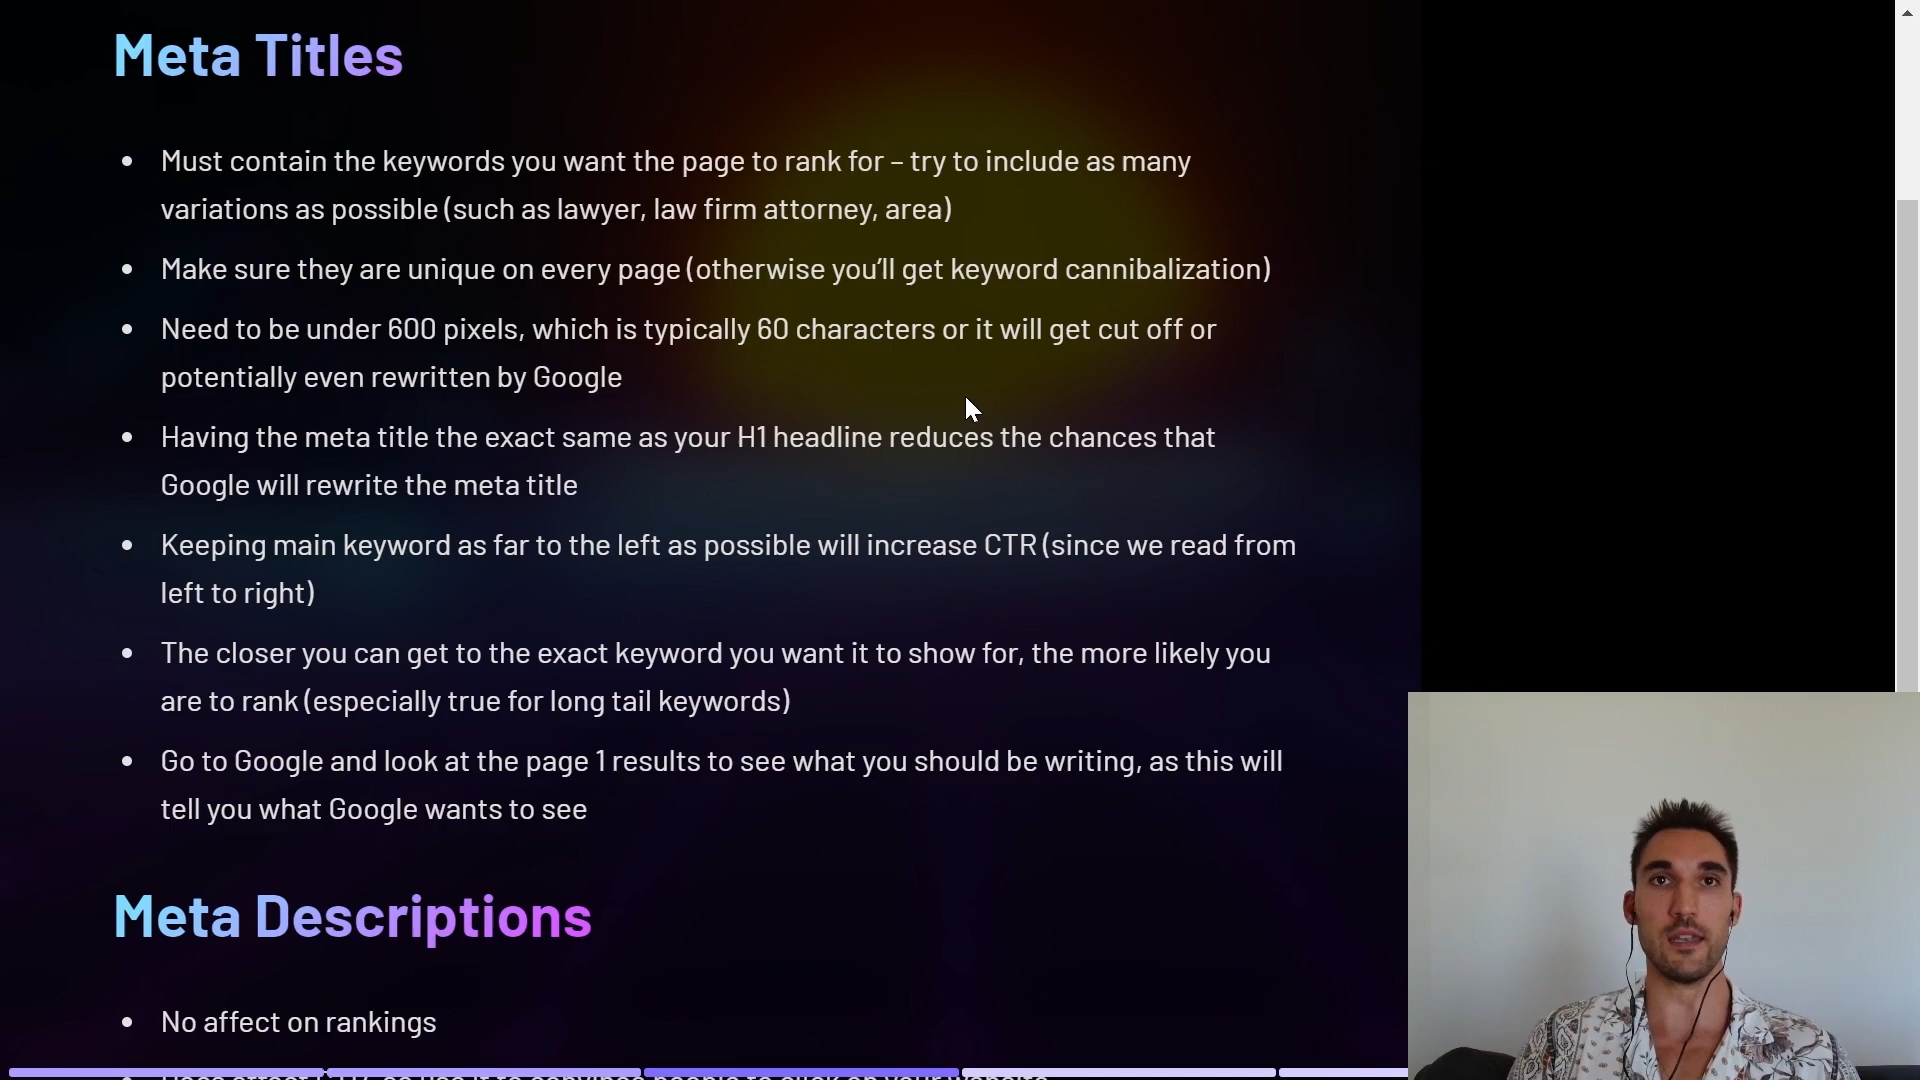 Meta Titles
Must contain the keywords you want the page to rank for – try to include as many
variations as possible (such as lawyer, law firm attorney, area)
Make sure they are unique on every page (otherwise you'll get keyword cannibalization)
Need to be under 600 pixels, which is typically 60 characters or it will get cut off or
potentially even rewritten by Google
Having the meta title the exact same as your H1 headline reduces the chances that
Google will rewrite the meta title
Keeping main keyword as far to the left as possible will increase CTR (since we read from
left to right)
The closer you can get to the exact keyword you want it to show for, the more likely you
are to rank (especially true for long tail keywords)
Go to Google and look at the page 1 results to see what you should be writing, as this will
tell you what Google wants to see
Meta Descriptions
No affect on rankings